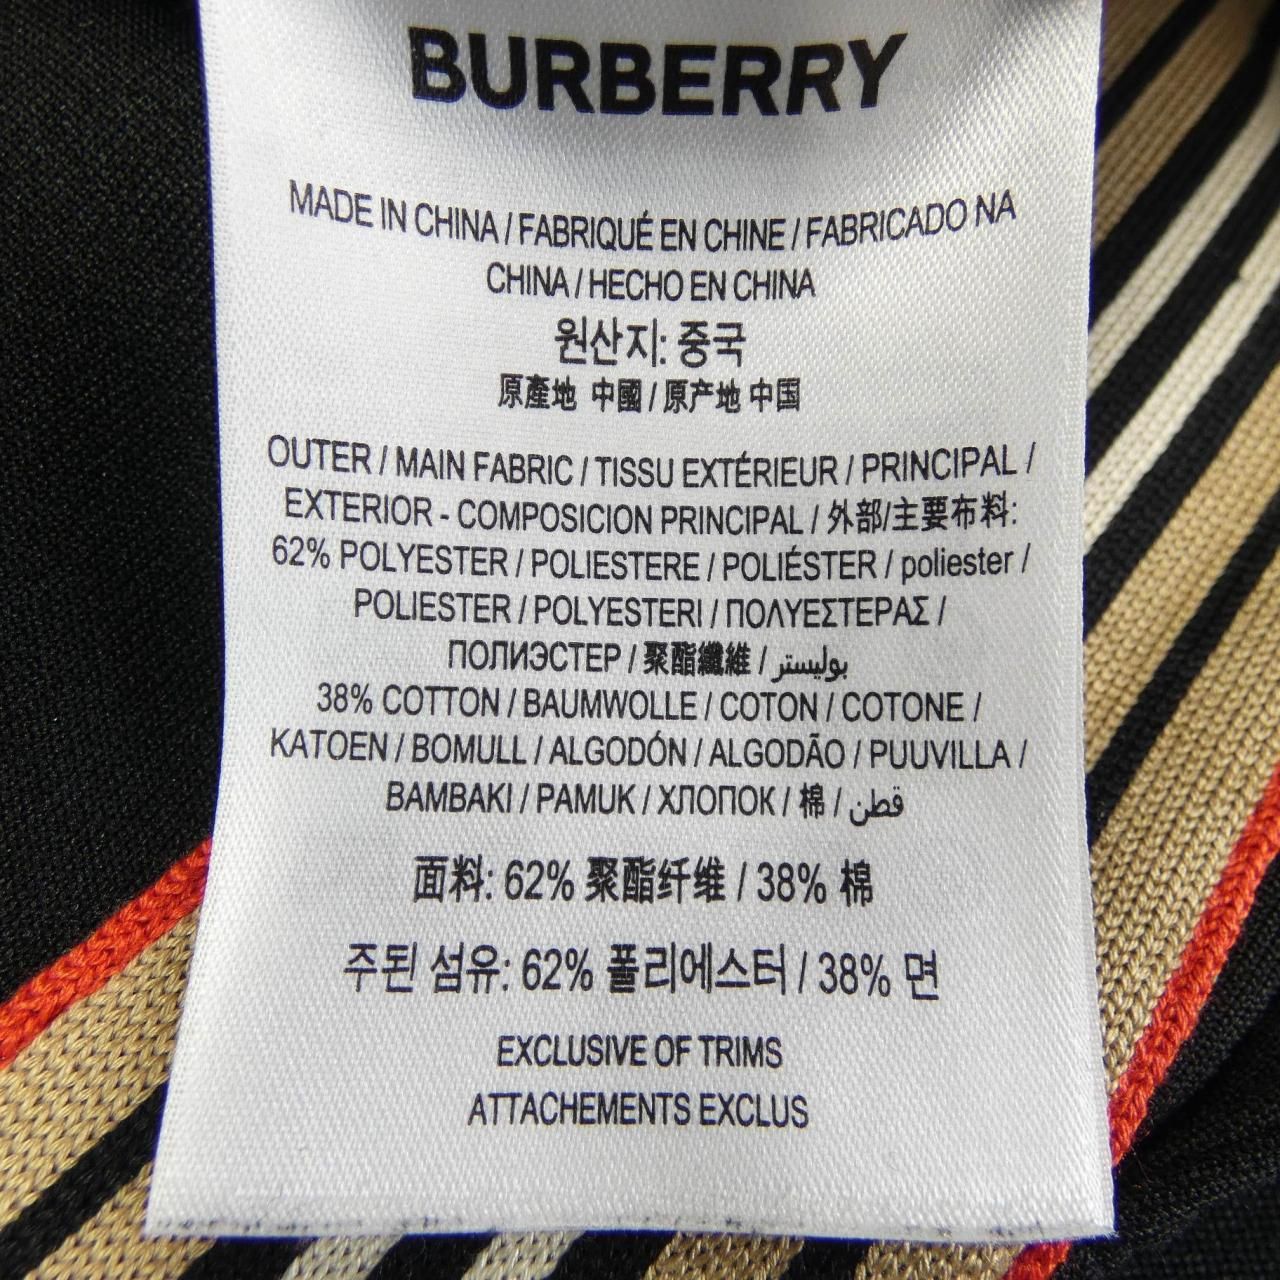 BURBERRY
MADE IN CHINA / FABRIQUÉ EN CHINE / FABRICADO NA
CHINA / HECHO EN CHINA
원산지: 중국
原產地 中國 / 原产地 中国
OUTER / MAIN FABRIC / TISSU EXTÉRIEUR / PRINCIPAL /
EXTERIOR - COMPOSICION PRINCIPAL / 外部/主要布料:
62% POLYESTER / POLIESTERE / POLIÉSTER / poliester /
POLIESTER / POLYESTERI / ΠΟΛΥΕΣΤΕΡΑΣ /
ПОЛИЭСТЕР / 聚酯纖維 / بوليستر
38% COTTON / BAUMWOLLE / COTON / COTONE /
KATOEN / BOMULL / ALGODÓN / ALGODÃO / PUUVILLA /
BAMBAKI / PAMUK / ХЛОПОК / 棉 / قطن
面料: 62% 聚酯纤维 / 38% 棉
주된 섬유: 62% 폴리에스터 / 38% 면
EXCLUSIVE OF TRIMS
ATTACHEMENTS EXCLUS